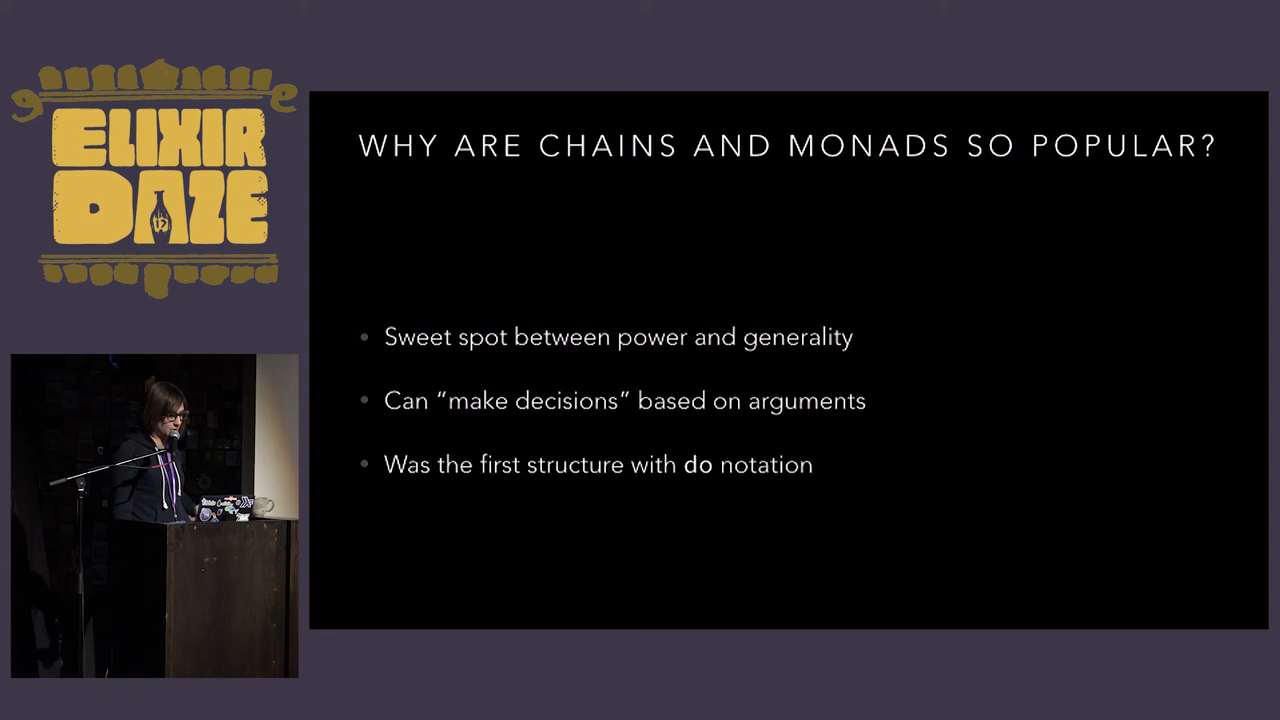 ELIXIR
DAZE
WHY ARE CHAINS AND MONADS SO POPULAR?
• Sweet spot between power and generality
• Can “make decisions” based on arguments
• Was the first structure with do notation